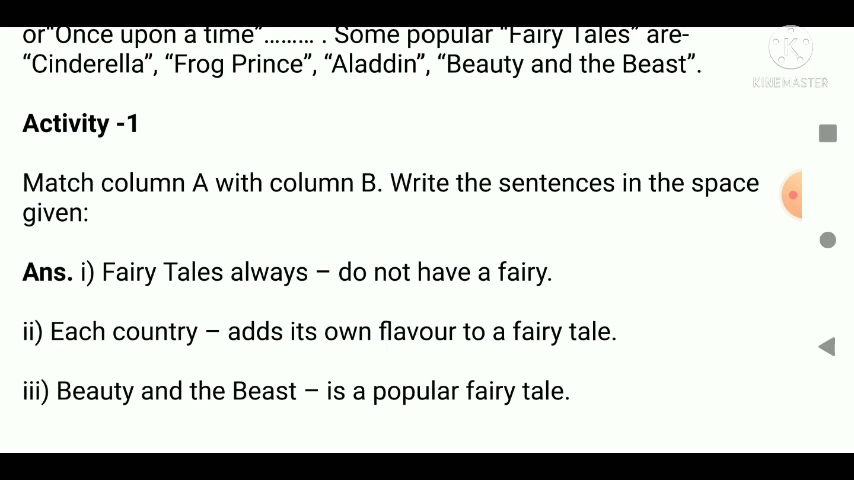 or“Once upon a time”......... . Some popular “Fairy Tales” are-
“Cinderella”, “Frog Prince”, “Aladdin”, “Beauty and the Beast”.
KINEMASTER
Activity -1
Match column A with column B. Write the sentences in the space
given:
Ans. i) Fairy Tales always – do not have a fairy.
ii) Each country – adds its own flavour to a fairy tale.
iii) Beauty and the Beast – is a popular fairy tale.